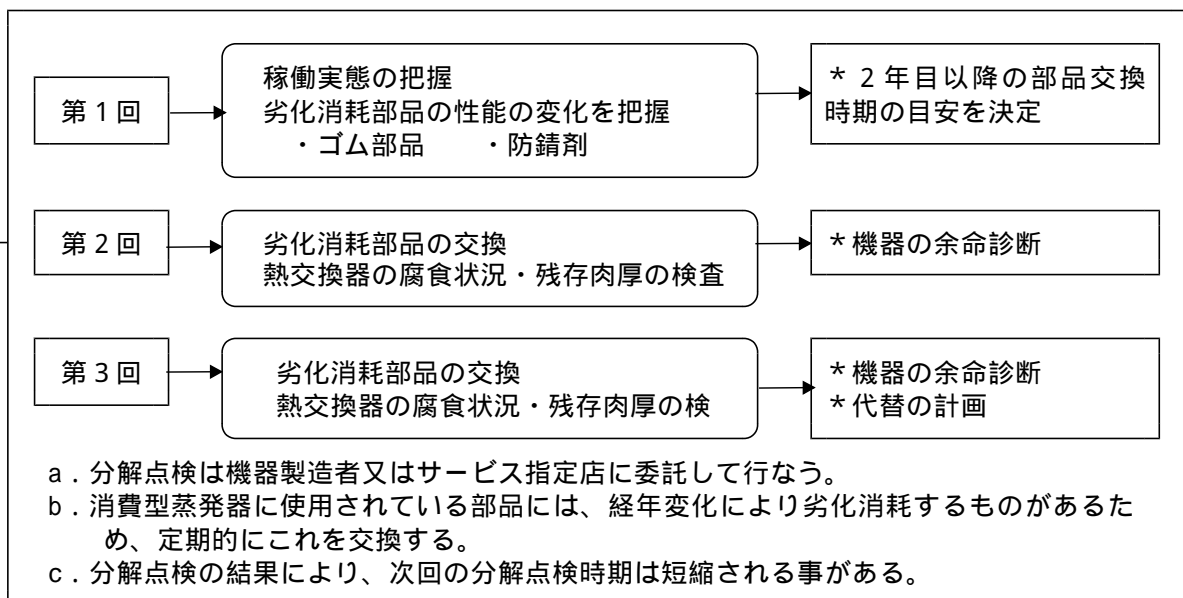 第1回
稼働実態の把握
劣化消耗部品の性能の変化を把握
・ゴム部品　　・防錆剤
＊2年目以降の部品交換
時期の目安を決定
第2回
劣化消耗部品の交換
熱交換器の腐食状況・残存肉厚の検査
＊機器の余命診断
第3回
劣化消耗部品の交換
熱交換器の腐食状況・残存肉厚の検
＊機器の余命診断
＊代替の計画
a．分解点検は機器製造者又はサービス指定店に委託して行なう。
b．消費型蒸発器に使用されている部品には、経年変化により劣化消耗するものがあるた
め、定期的にこれを交換する。
c．分解点検の結果により、次回の分解点検時期は短縮される事がある。